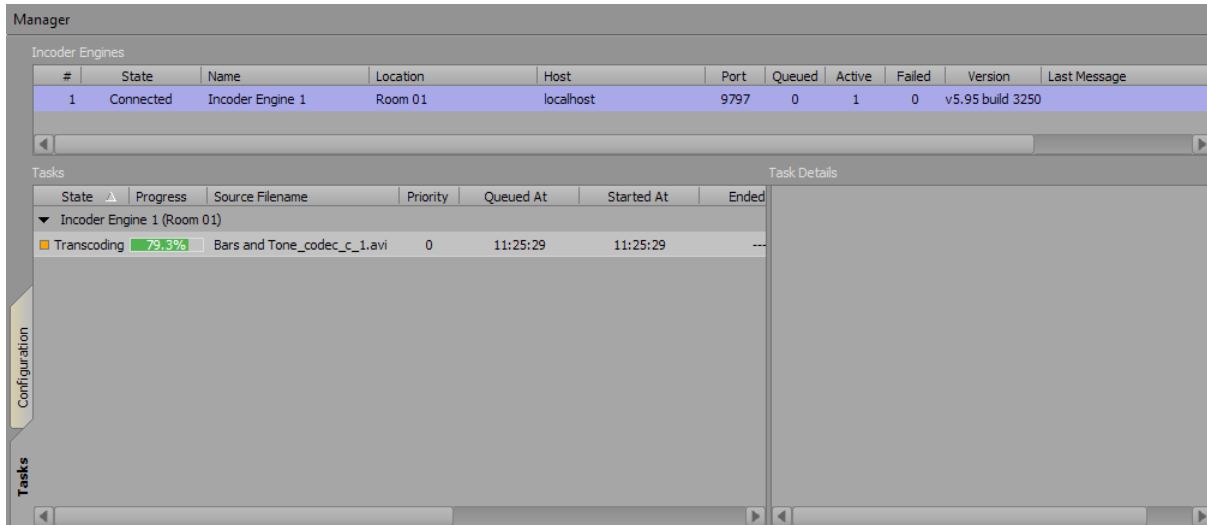 Manager
Incoder Engines
# State Name Location Host Port Queued Active Failed Version Last Message
1 Connected Incoder Engine 1 Room 01 localhost 9797 0 1 0 v5.95 build 3250
Tasks
State Progress Source Filename Priority Queued At Started At Ended
Incoder Engine 1 (Room 01)
Transcoding 79.3% Bars and Tone_codec_c_1.avi 0 11:25:29 11:25:29 ---
Task Details
Configuration
Tasks